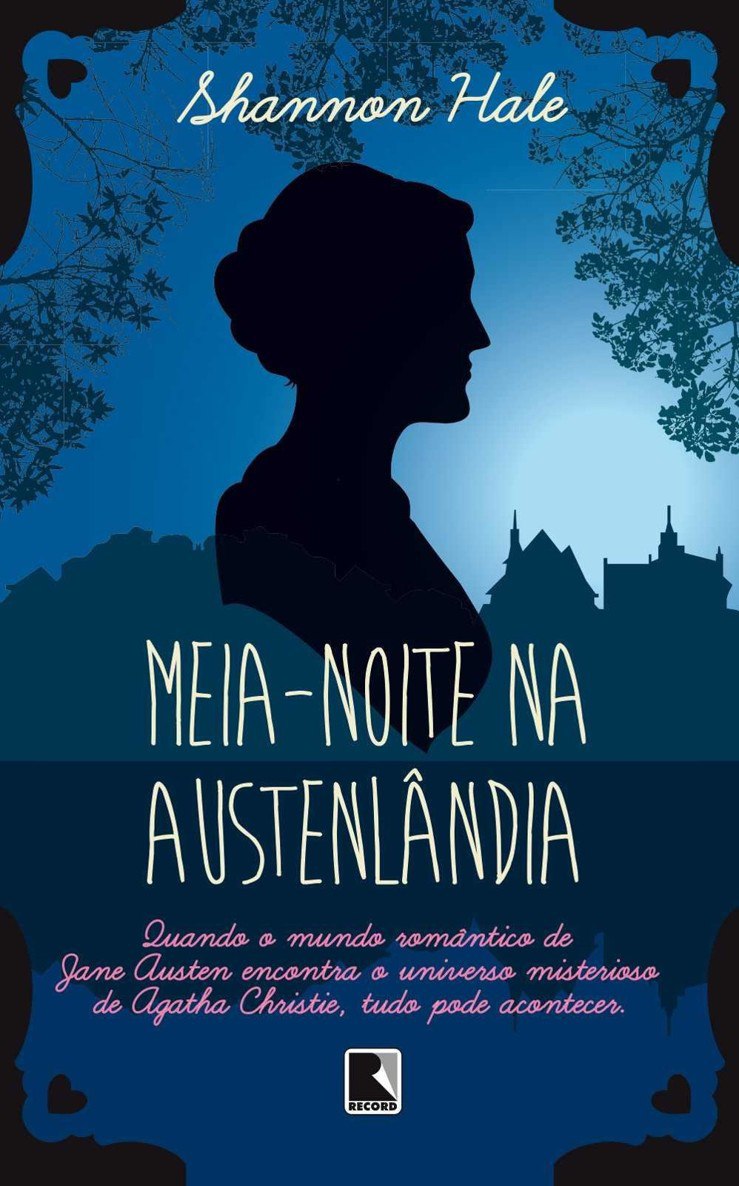 Shannon Hale
MEIA-NOITE NA
AUSTENLÂNDIA
Quando o mundo romântico de
Jane Austen encontra o universo misterioso
de Agatha Christie, tudo pode acontecer.
RECORD